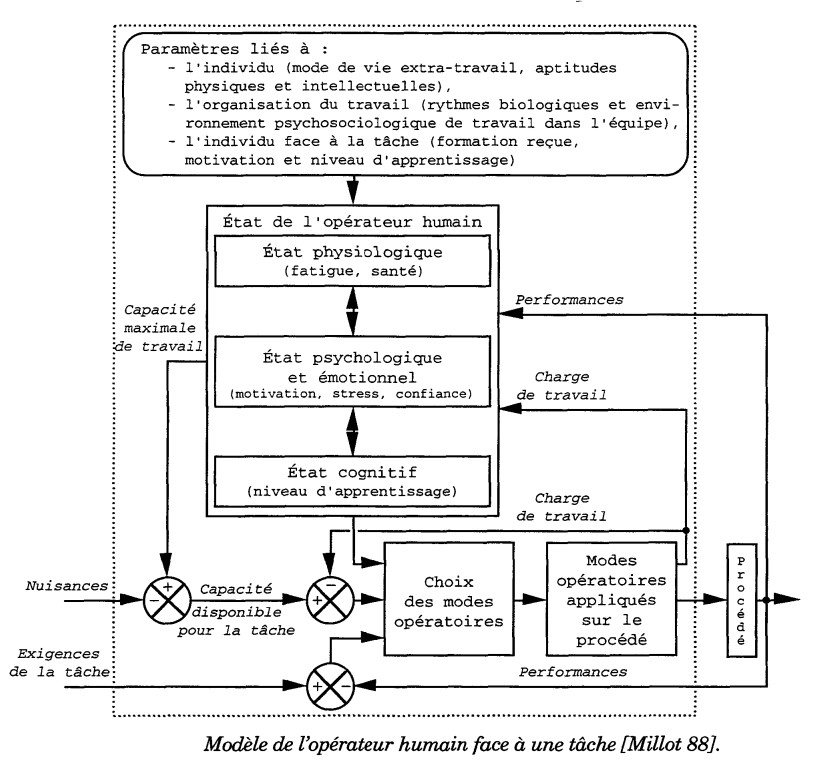 Paramètres liés à :
- l'individu (mode de vie extra-travail, aptitudes
physiques et intellectuelles),
- l'organisation du travail (rythmes biologiques et envi-
ronnement psychosociologique de travail dans l'équipe),
- l'individu face à la tâche (formation reçue,
motivation et niveau d'apprentissage)
État de l'opérateur humain
État physiologique
(fatigue, santé)
Capacité
maximale
de travail
Performances
État psychologique
et émotionnel
(motivation, stress, confiance)
Charge
de travail
État cognitif
(niveau d'apprentissage)
Charge
de travail
Nuisances
+
-
Capacité
disponible
pour la tâche
-
+
Choix
des modes
opératoires
Modes
opératoires
appliqués
sur le
procédé
Procédé
Exigences
de la tâche
+
-
Performances
Modèle de l'opérateur humain face à une tâche [Millot 88].